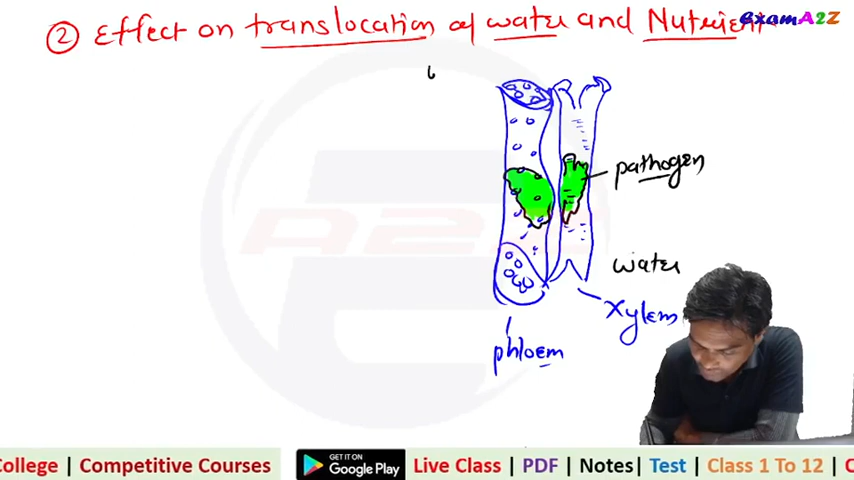 ② Effect on translocation of water and Nutrient
ExamA2Z
pathogen
water
xylem
phloem
A2Z
College | Competitive Courses
GET IT ON
Google Play
Live Class | PDF | Notes | Test | Class 1 To 12 |